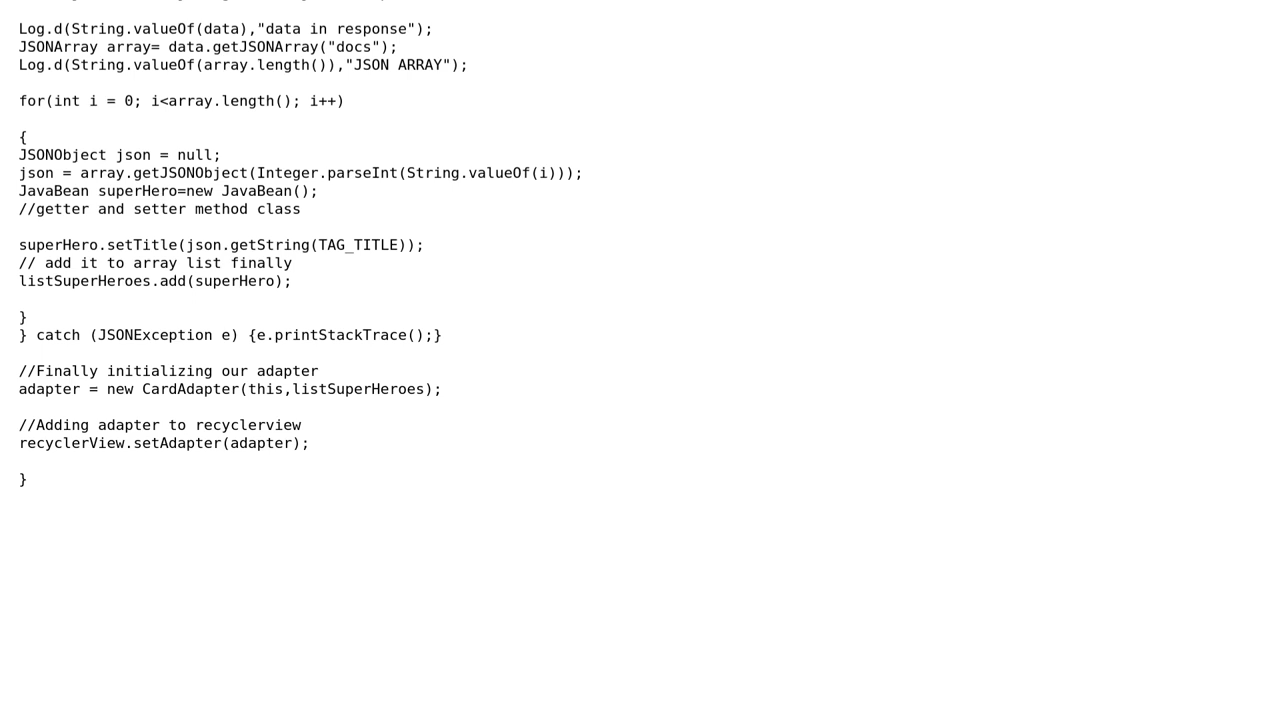 Log.d(String.valueOf(data),"data in response");
JSONArray array= data.getJSONArray("docs");
Log.d(String.valueOf(array.length()),"JSON ARRAY");
for(int i = 0; i<array.length(); i++)
{
JSONObject json = null;
json = array.getJSONObject(Integer.parseInt(String.valueOf(i)));
JavaBean superHero=new JavaBean();
//getter and setter method class
superHero.setTitle(json.getString(TAG_TITLE));
// add it to array list finally
listSuperHeroes.add(superHero);
}
} catch (JSONException e) {e.printStackTrace();}
//Finally initializing our adapter
adapter = new CardAdapter(this,listSuperHeroes);
//Adding adapter to recyclerview
recyclerView.setAdapter(adapter);
}